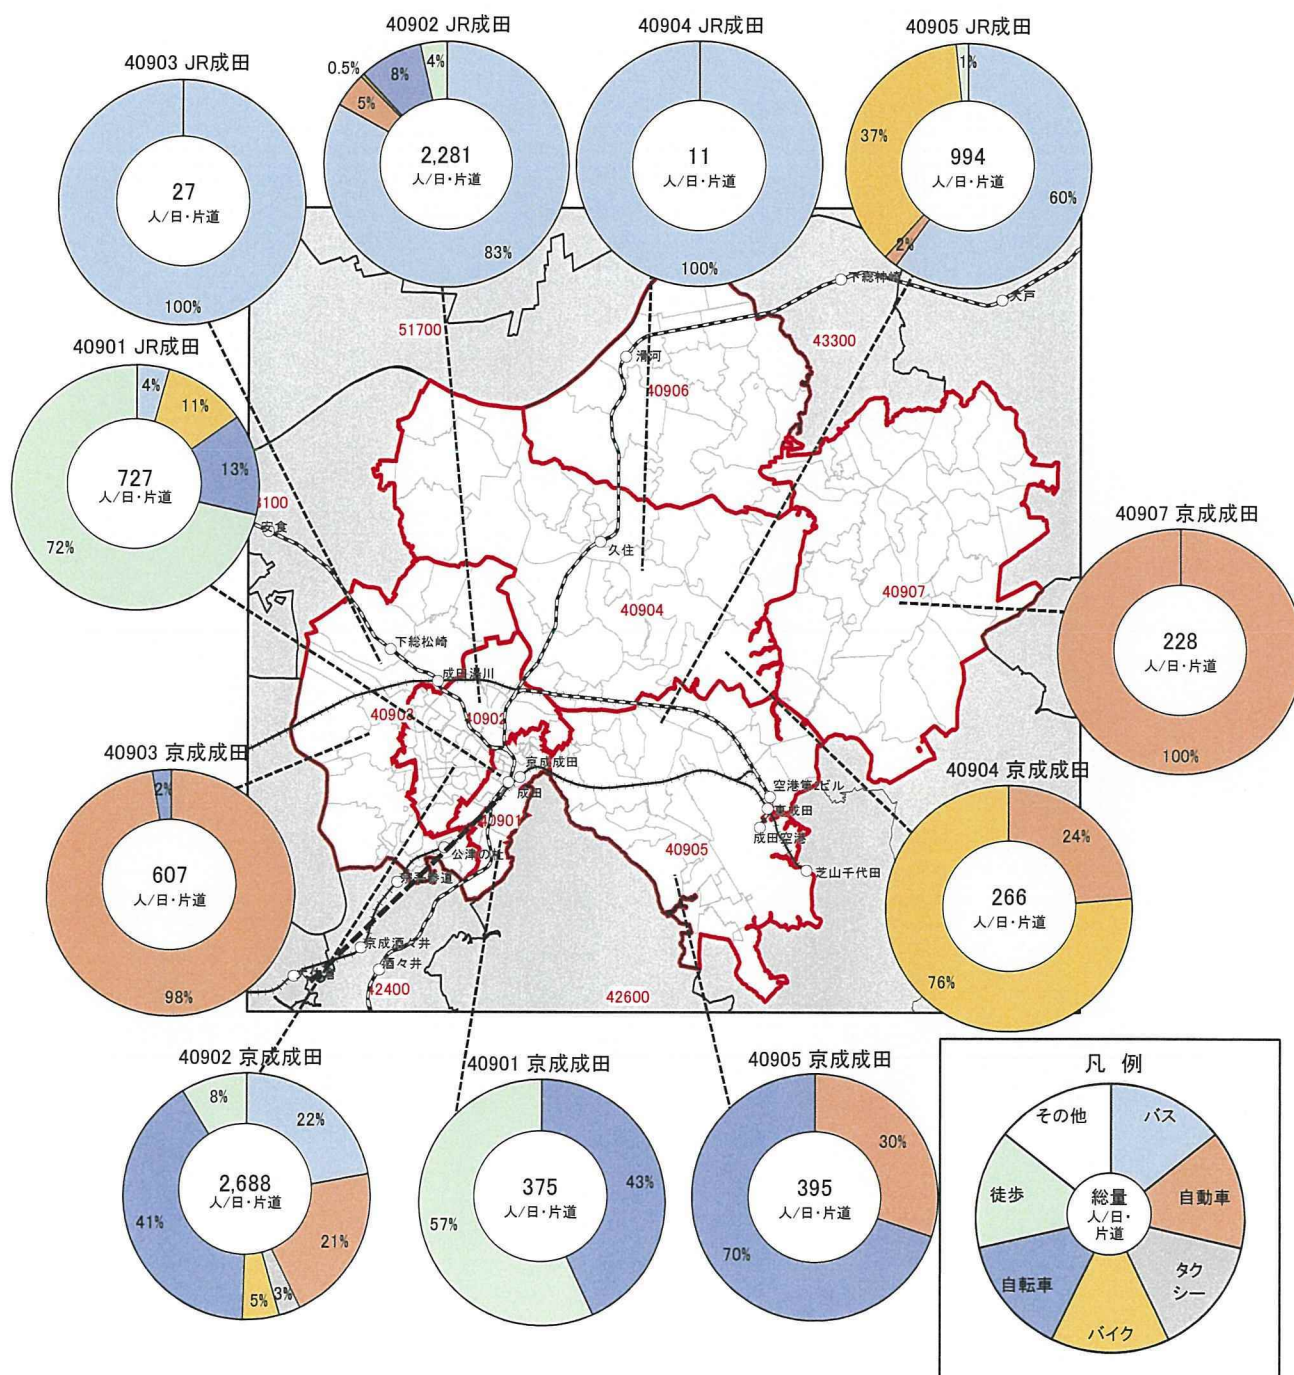 40903 JR成田
27
人/日・片道
100%
40902 JR成田
0.5%
8%
4%
5%
2,281
人/日・片道
83%
40904 JR成田
11
人/日・片道
100%
40905 JR成田
1%
37%
994
人/日・片道
60%
2%
40901 JR成田
4%
11%
13%
727
人/日・片道
72%
51700
43300
下総神崎
大戸
滑河
40906
安食
久住
40904
40907
下総松崎
成田湯川
40903
40902
京成成田
成田
40901
空港第2ビル
東成田
成田空港
芝山千代田
公津の杜
40905
京成酒々井
酒々井
42400
42600
40907 京成成田
228
人/日・片道
100%
40903 京成成田
2%
607
人/日・片道
98%
40904 京成成田
24%
266
人/日・片道
76%
40902 京成成田
8%
22%
2,688
人/日・片道
41%
21%
5%
3%
40901 京成成田
375
人/日・片道
43%
57%
40905 京成成田
30%
395
人/日・片道
70%
凡 例
その他
バス
徒歩
総量
人/日・
片道
自動車
自転車
タク
シー
バイク